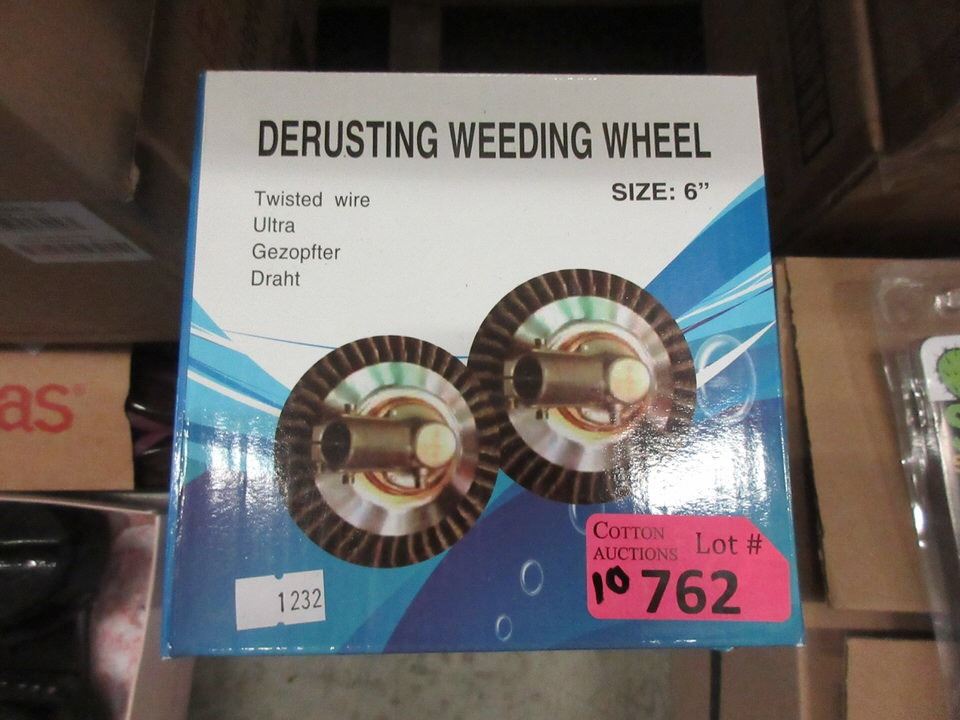 DERUSTING WEEDING WHEEL
SIZE: 6”
Twisted wire
Ultra
Gezopfter
Draht
as®
COTTON
AUCTIONS
Lot #
10 762
1232